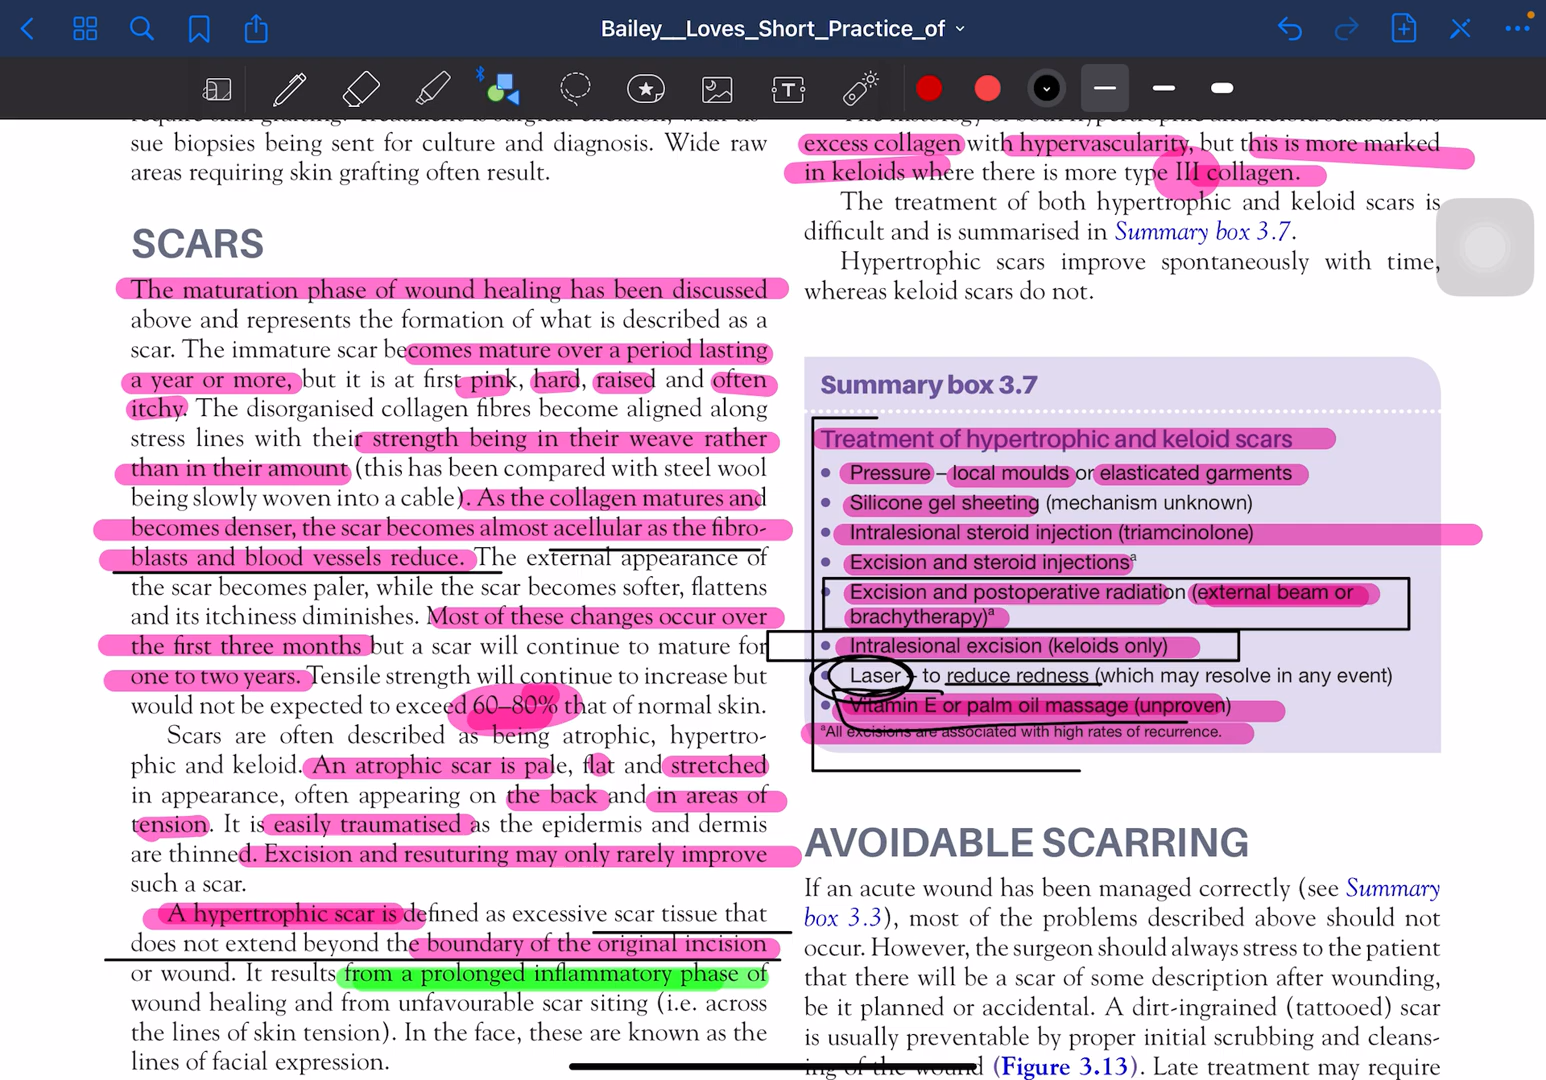 Bailey__Loves_Short_Practice_of
sue biopsies being sent for culture and diagnosis. Wide raw
areas requiring skin grafting often result.
SCARS
The maturation phase of wound healing has been discussed
above and represents the formation of what is described as a
scar. The immature scar becomes mature over a period lasting
a year or more, but it is at first pink, hard, raised and often
itchy. The disorganised collagen fibres become aligned along
stress lines with their strength being in their weave rather
than in their amount (this has been compared with steel wool
being slowly woven into a cable). As the collagen matures and
becomes denser, the scar becomes almost acellular as the fibro-
blasts and blood vessels reduce. The external appearance of
the scar becomes paler, while the scar becomes softer, flattens
and its itchiness diminishes. Most of these changes occur over
the first three months but a scar will continue to mature for
one to two years. Tensile strength will continue to increase but
would not be expected to exceed 60–80% that of normal skin.
Scars are often described as being atrophic, hypertro-
phic and keloid. An atrophic scar is pale, flat and stretched
in appearance, often appearing on the back and in areas of
tension. It is easily traumatised as the epidermis and dermis
are thinned. Excision and resuturing may only rarely improve
such a scar.
A hypertrophic scar is defined as excessive scar tissue that
does not extend beyond the boundary of the original incision
or wound. It results from a prolonged inflammatory phase of
wound healing and from unfavourable scar siting (i.e. across
the lines of skin tension). In the face, these are known as the
lines of facial expression.
excess collagen with hypervascularity, but this is more marked
in keloids where there is more type III collagen.
The treatment of both hypertrophic and keloid scars is
difficult and is summarised in Summary box 3.7.
Hypertrophic scars improve spontaneously with time,
whereas keloid scars do not.
Summary box 3.7
Treatment of hypertrophic and keloid scars
• Pressure – local moulds or elasticated garments
• Silicone gel sheeting (mechanism unknown)
• Intralesional steroid injection (triamcinolone)
• Excision and steroid injectionsᵃ
• Excision and postoperative radiation (external beam or
brachytherapy)ᵃ
• Intralesional excision (keloids only)
• Laser – to reduce redness (which may resolve in any event)
• Vitamin E or palm oil massage (unproven)
ᵃAll excisions are associated with high rates of recurrence.
AVOIDABLE SCARRING
If an acute wound has been managed correctly (see Summary
box 3.3), most of the problems described above should not
occur. However, the surgeon should always stress to the patient
that there will be a scar of some description after wounding,
be it planned or accidental. A dirt-ingrained (tattooed) scar
is usually preventable by proper initial scrubbing and cleans-
ing of the wound (Figure 3.13). Late treatment may require